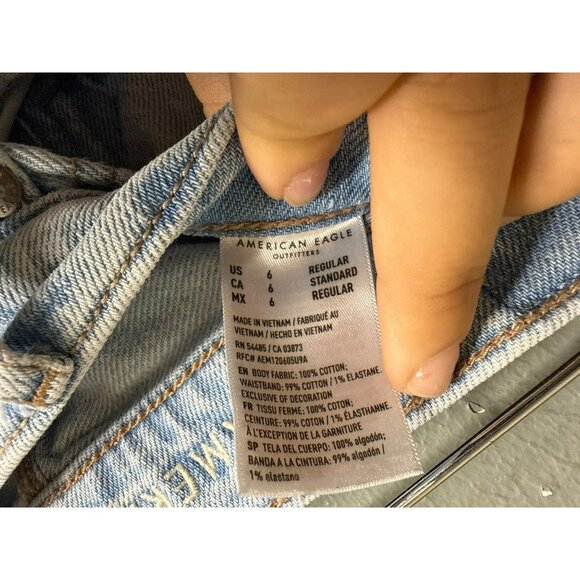 AMERICAN EAGLE
OUTFITTERS
US 6 REGULAR
CA 6 STANDARD
MX 6 REGULAR
MADE IN VIETNAM / FABRIQUÉ AU
VIETNAM / HECHO EN VIETNAM
RN 54485 / CA 03873
RFC# AEM120605U9A
EN BODY FABRIC: 100% COTTON;
WAISTBAND: 99% COTTON / 1% ELASTANE.
EXCLUSIVE OF DECORATION
FR TISSU FERME: 100% COTON;
CEINTURE: 99% COTON / 1% ÉLASTHANNE.
À L'EXCEPTION DE LA GARNITURE
SP TELA DEL CUERPO: 100% algodón;
BANDA A LA CINTURA: 99% algodón /
1% elastano